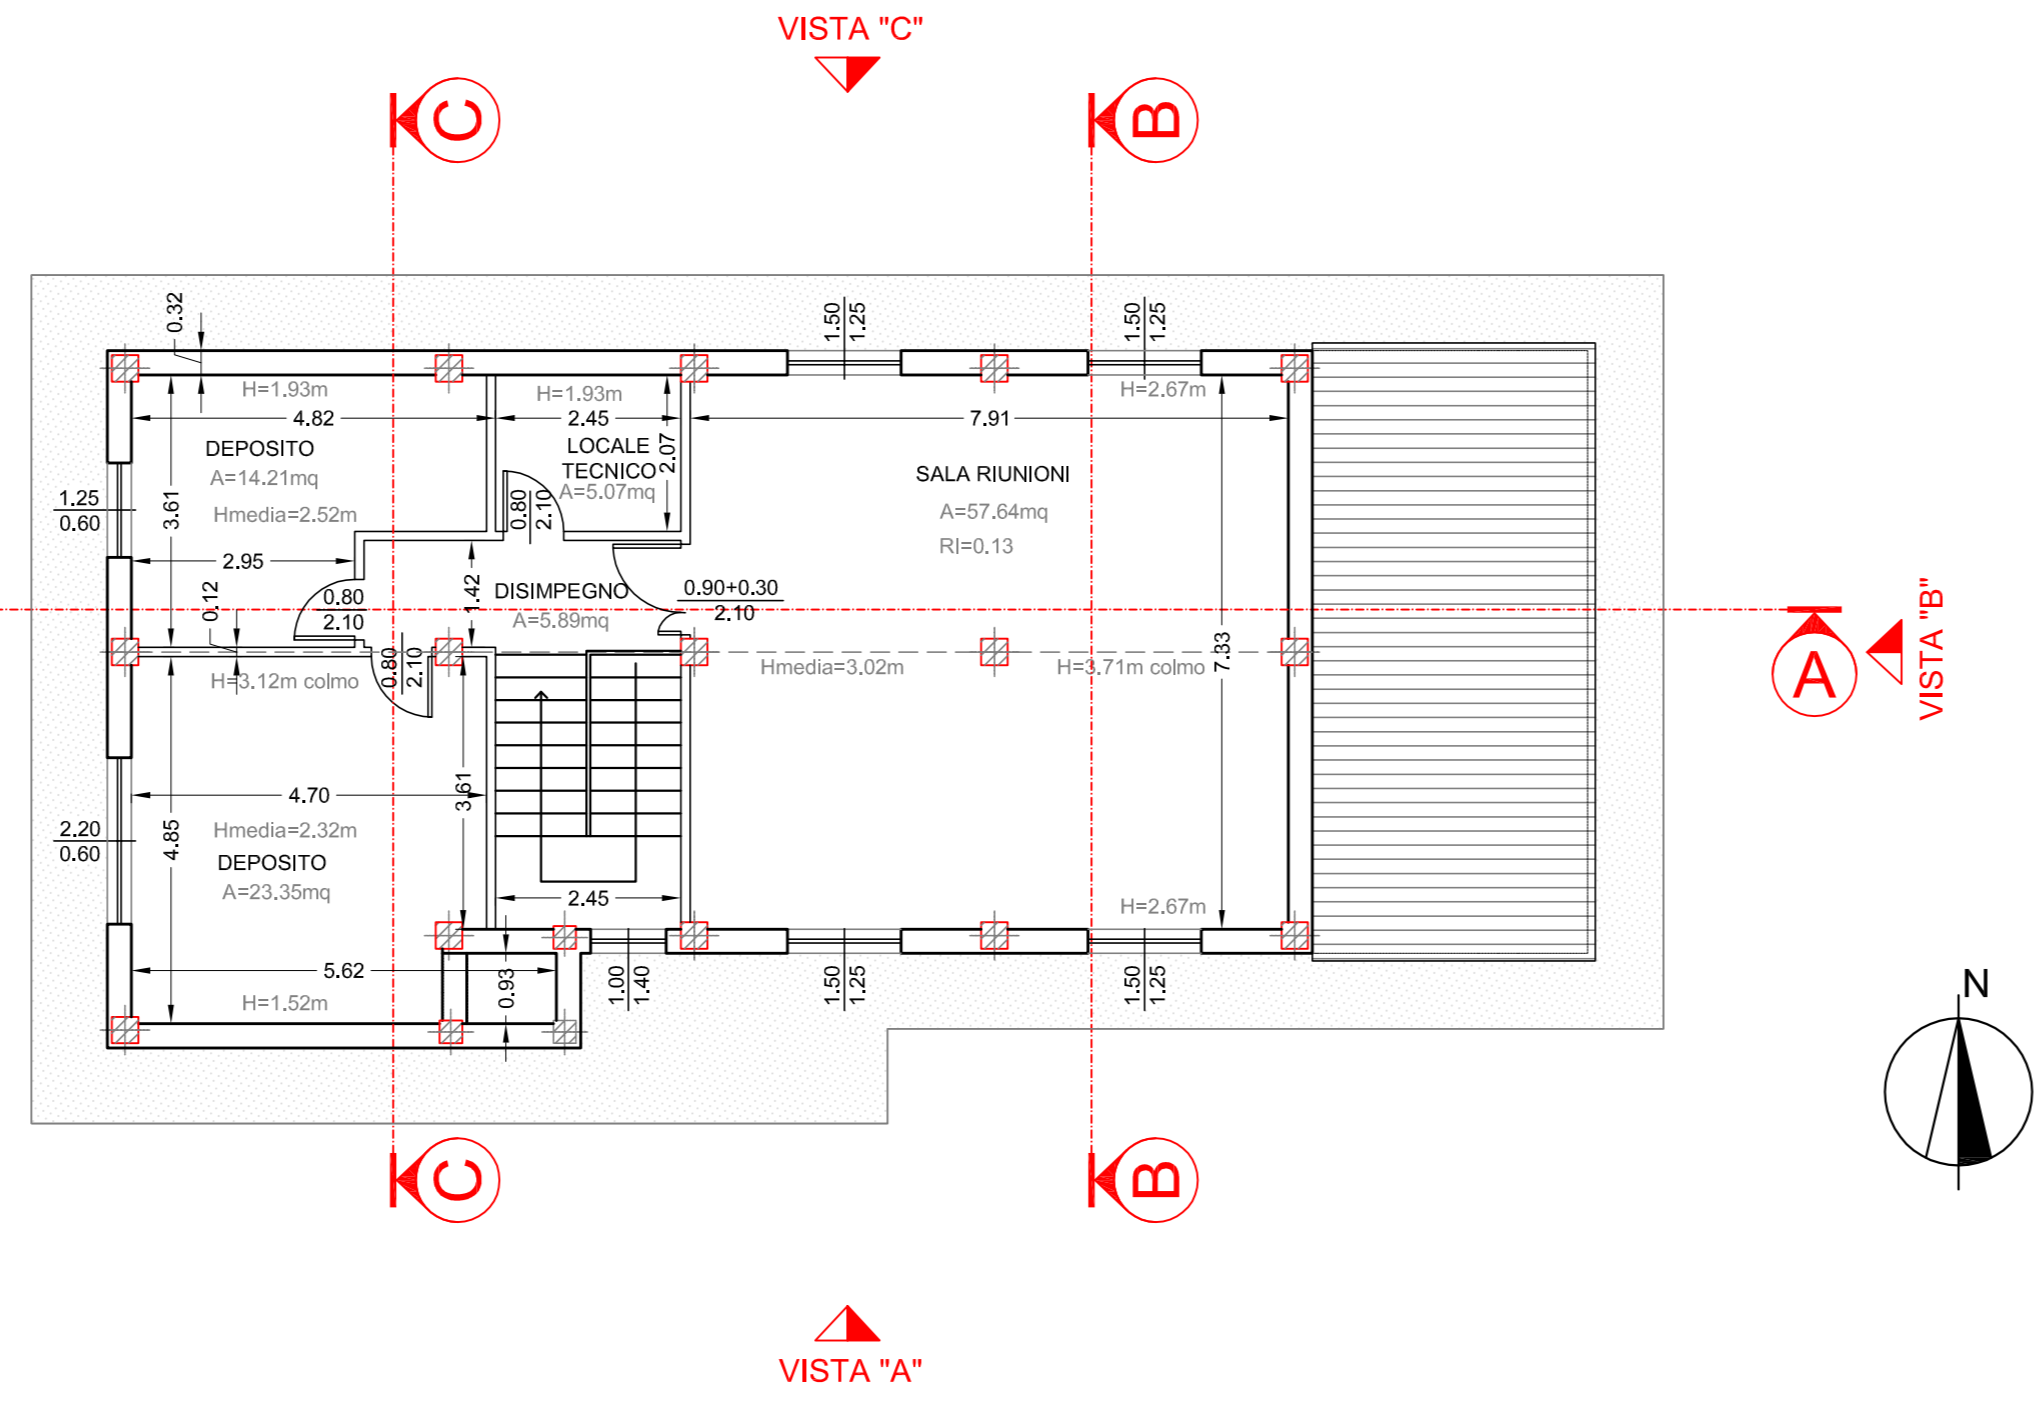 VISTA "C"
C
B
0.32
1.50
1.25
1.50
1.25
H=1.93m
H=1.93m
H=2.67m
4.82
2.45
7.91
DEPOSITO
A=14.21mq
Hmedia=2.52m
LOCALE
TECNICO
A=5.07mq
2.07
SALA RIUNIONI
A=57.64mq
RI=0.13
1.25
0.60
3.61
0.80
2.10
2.95
0.12
0.80
2.10
1.42
DISIMPEGNO
A=5.89mq
0.90+0.30
2.10
0.80
2.10
H=3.12m colmo
Hmedia=3.02m
H=3.71m colmo
7.33
A
VISTA "B"
4.70
3.61
2.20
0.60
4.85
Hmedia=2.32m
DEPOSITO
A=23.35mq
2.45
H=2.67m
5.62
0.93
H=1.52m
1.00
1.40
1.50
1.25
1.50
1.25
N
C
B
VISTA "A"